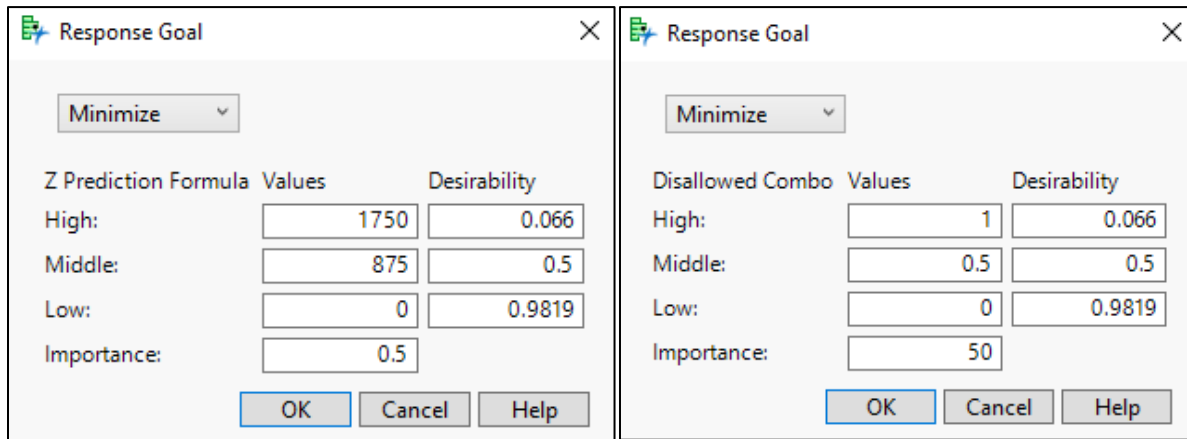 Response Goal
Minimize
Z Prediction Formula Values Desirability
High: 1750 0.066
Middle: 875 0.5
Low: 0 0.9819
Importance: 0.5
OK Cancel Help
Response Goal
Minimize
Disallowed Combo Values Desirability
High: 1 0.066
Middle: 0.5 0.5
Low: 0 0.9819
Importance: 50
OK Cancel Help